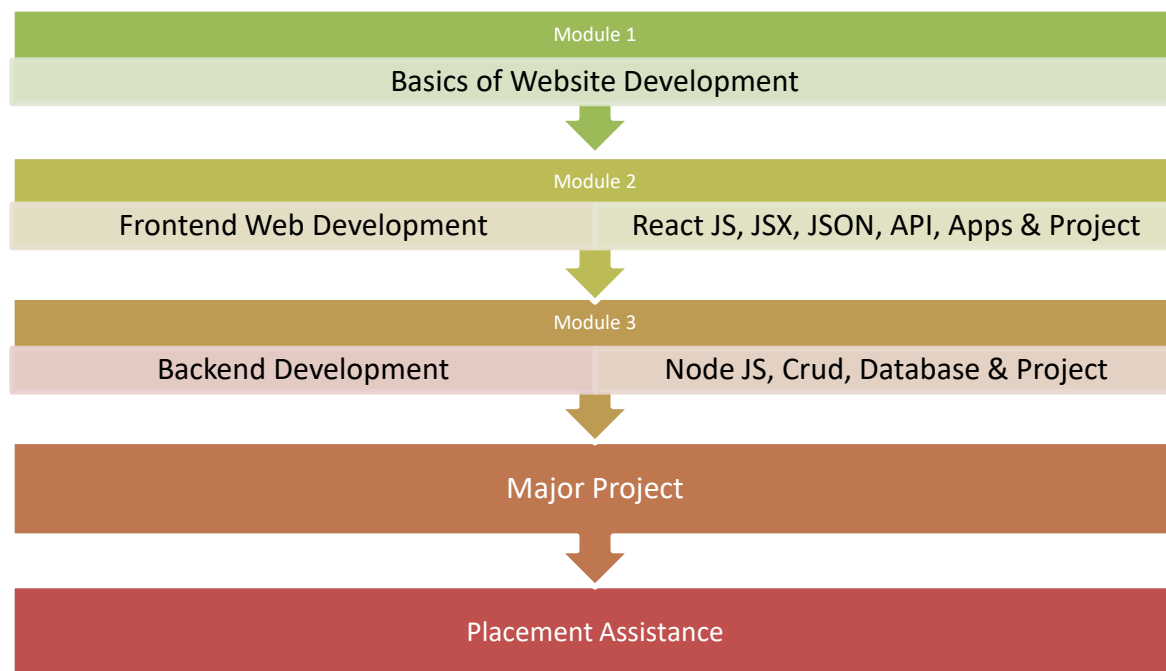 Module 1
Basics of Website Development
Module 2
Frontend Web Development
React JS, JSX, JSON, API, Apps & Project
Module 3
Backend Development
Node JS, Crud, Database & Project
Major Project
Placement Assistance